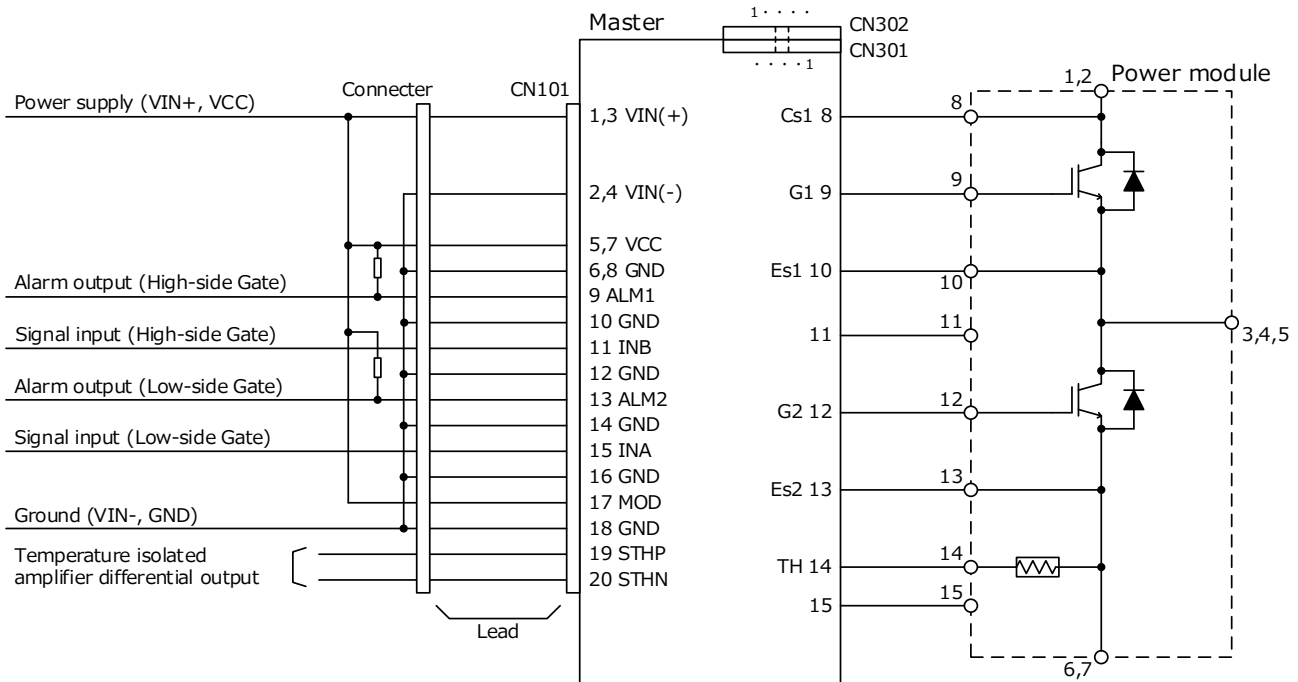 1 · · · ·
Master
CN302
CN301
· · · · 1
1,2 Power module
Connecter
CN101
Power supply (VIN+, VCC)
1,3 VIN(+)
Cs1 8
8
2,4 VIN(-)
G1 9
9
5,7 VCC
6,8 GND
Es1 10
10
Alarm output (High-side Gate)
9 ALM1
10 GND
Signal input (High-side Gate)
11 INB
11
11
3,4,5
12 GND
Alarm output (Low-side Gate)
13 ALM2
G2 12
12
14 GND
Signal input (Low-side Gate)
15 INA
16 GND
Es2 13
13
17 MOD
Ground (VIN-, GND)
18 GND
Temperature isolated
amplifier differential output
19 STHP
20 STHN
TH 14
14
15
15
Lead
6,7